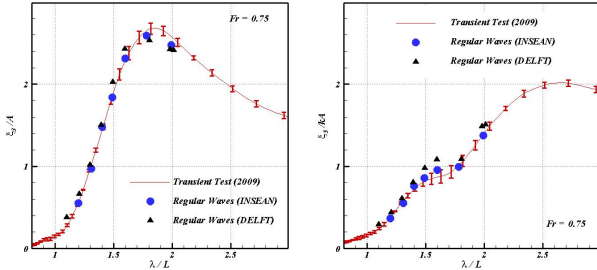 Fr = 0.75
ξ3/A
0
1
2
1
1.5
2
2.5
λ / L
Transient Test (2009)
Regular Waves (INSEAN)
Regular Waves (DELFT)
Transient Test (2009)
Regular Waves (INSEAN)
Regular Waves (DELFT)
Fr = 0.75
0
1
2
1
1.5
2
2.5
λ / L